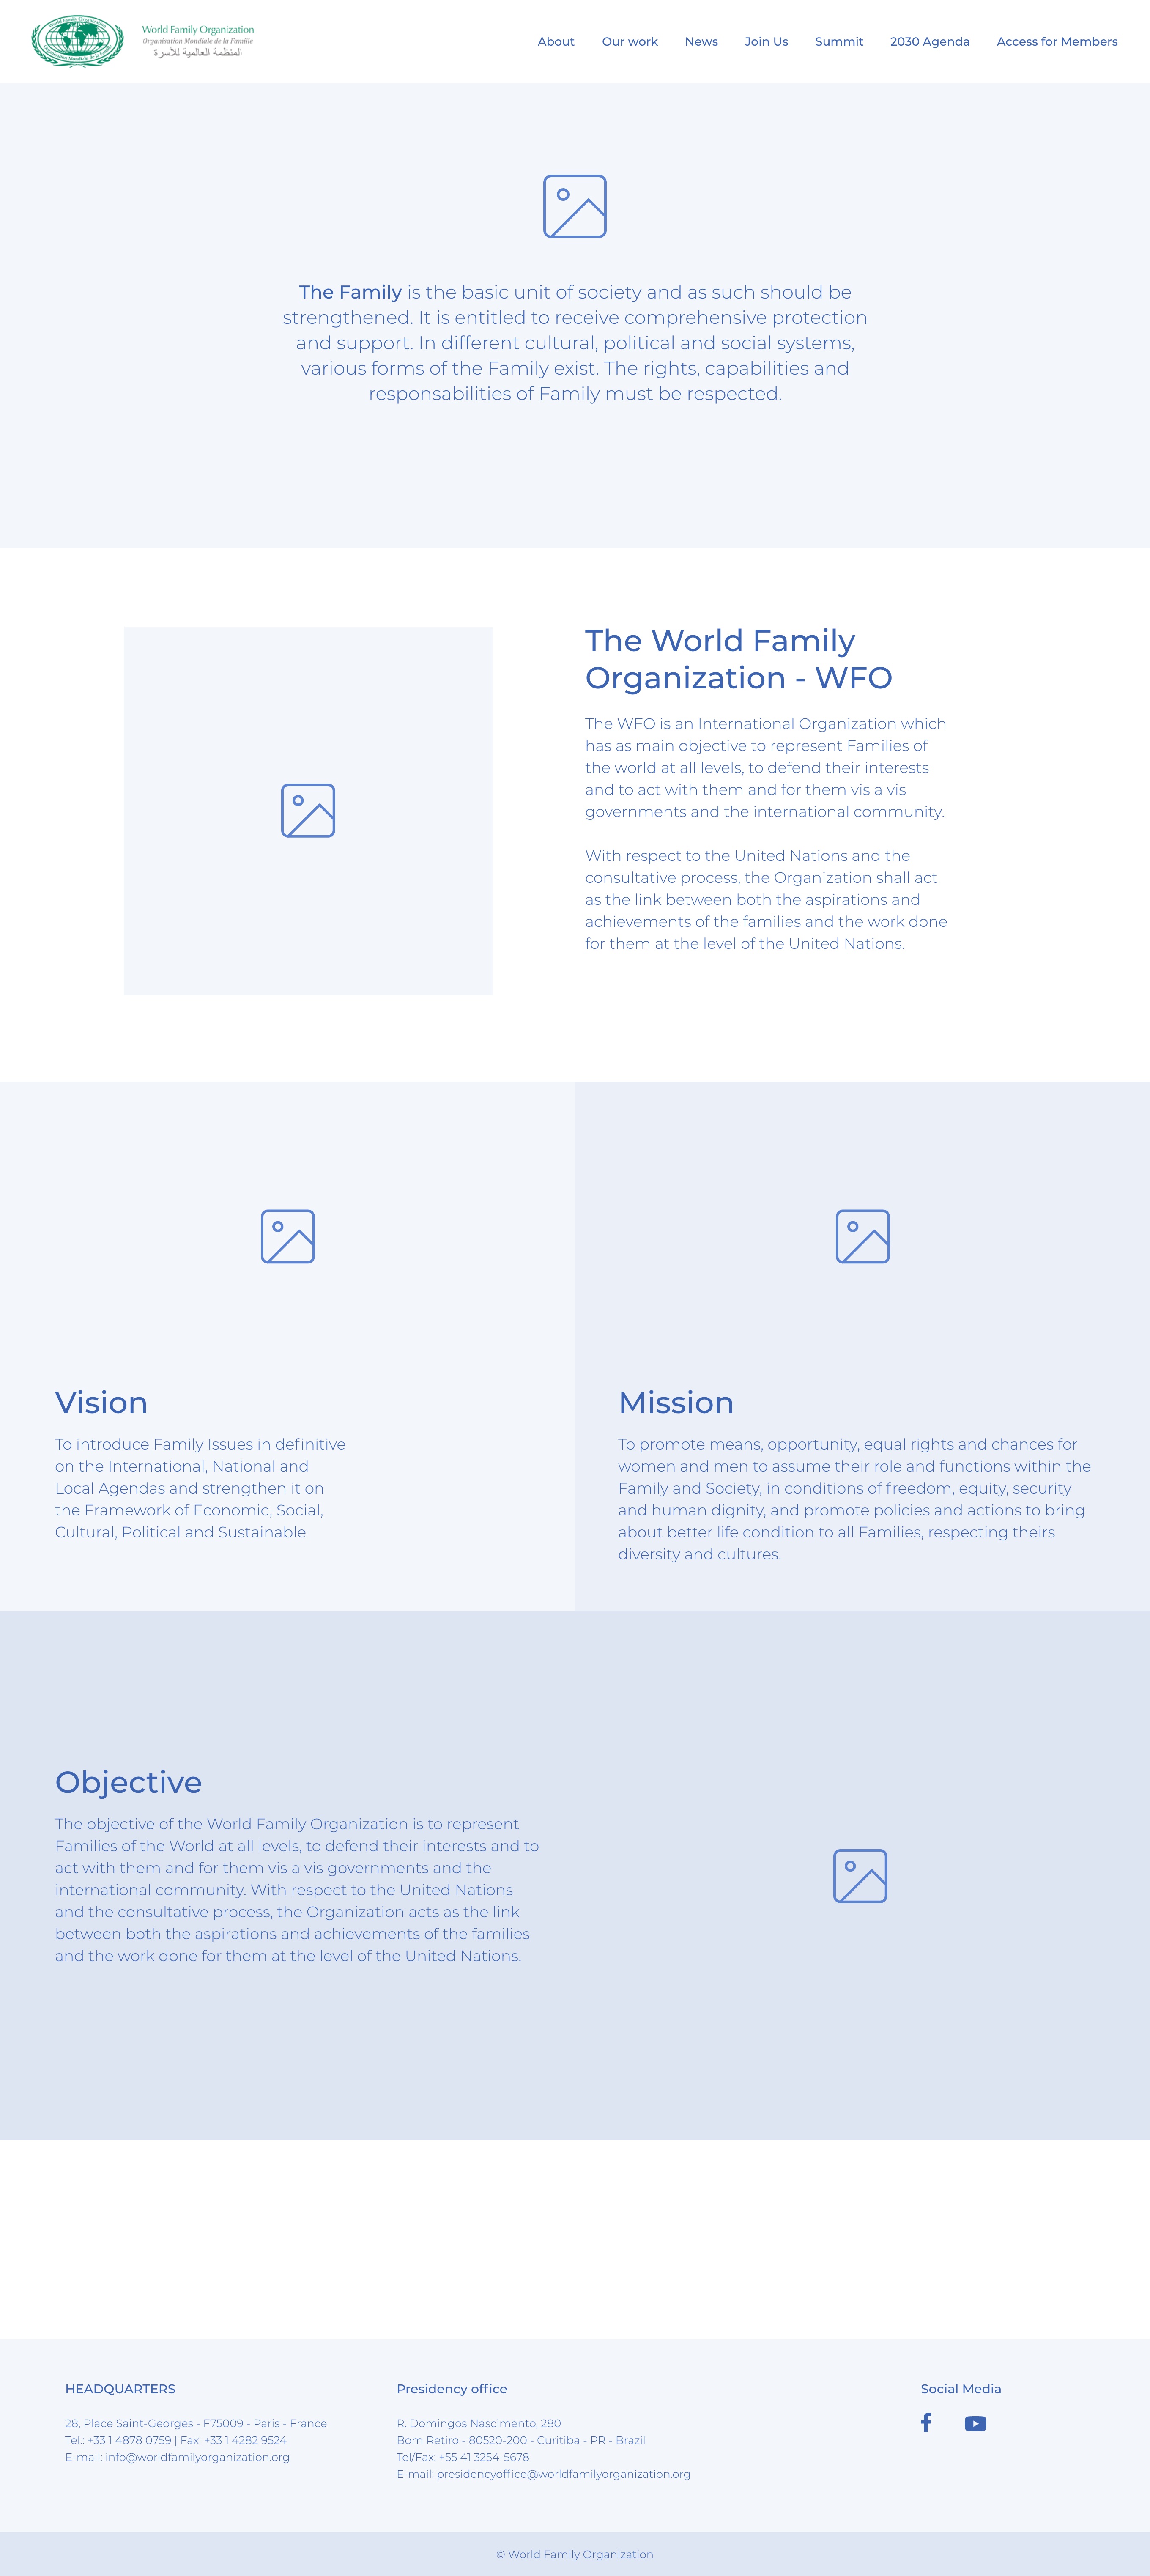 World Family Organization
World Family Organization
Organisation Mondiale de la Famille
المنظمة العالمية للأسرة
About
Our work
News
Join Us
Summit
2030 Agenda
Access for Members
The Family is the basic unit of society and as such should be
strengthened. It is entitled to receive comprehensive protection
and support. In different cultural, political and social systems,
various forms of the Family exist. The rights, capabilities and
responsabilities of Family must be respected.
The World Family
Organization - WFO
The WFO is an International Organization which
has as main objective to represent Families of
the world at all levels, to defend their interests
and to act with them and for them vis a vis
governments and the international community.
With respect to the United Nations and the
consultative process, the Organization shall act
as the link between both the aspirations and
achievements of the families and the work done
for them at the level of the United Nations.
Vision
To introduce Family Issues in definitive
on the International, National and
Local Agendas and strengthen it on
the Framework of Economic, Social,
Cultural, Political and Sustainable
Mission
To promote means, opportunity, equal rights and chances for
women and men to assume their role and functions within the
Family and Society, in conditions of freedom, equity, security
and human dignity, and promote policies and actions to bring
about better life condition to all Families, respecting theirs
diversity and cultures.
Objective
The objective of the World Family Organization is to represent
Families of the World at all levels, to defend their interests and to
act with them and for them vis a vis governments and the
international community. With respect to the United Nations
and the consultative process, the Organization acts as the link
between both the aspirations and achievements of the families
and the work done for them at the level of the United Nations.
HEADQUARTERS
28, Place Saint-Georges - F75009 - Paris - France
Tel.: +33 1 4878 0759 | Fax: +33 1 4282 9524
E-mail: info@worldfamilyorganization.org
Presidency office
R. Domingos Nascimento, 280
Bom Retiro - 80520-200 - Curitiba - PR - Brazil
Tel/Fax: +55 41 3254-5678
E-mail: presidencyoffice@worldfamilyorganization.org
Social Media
© World Family Organization